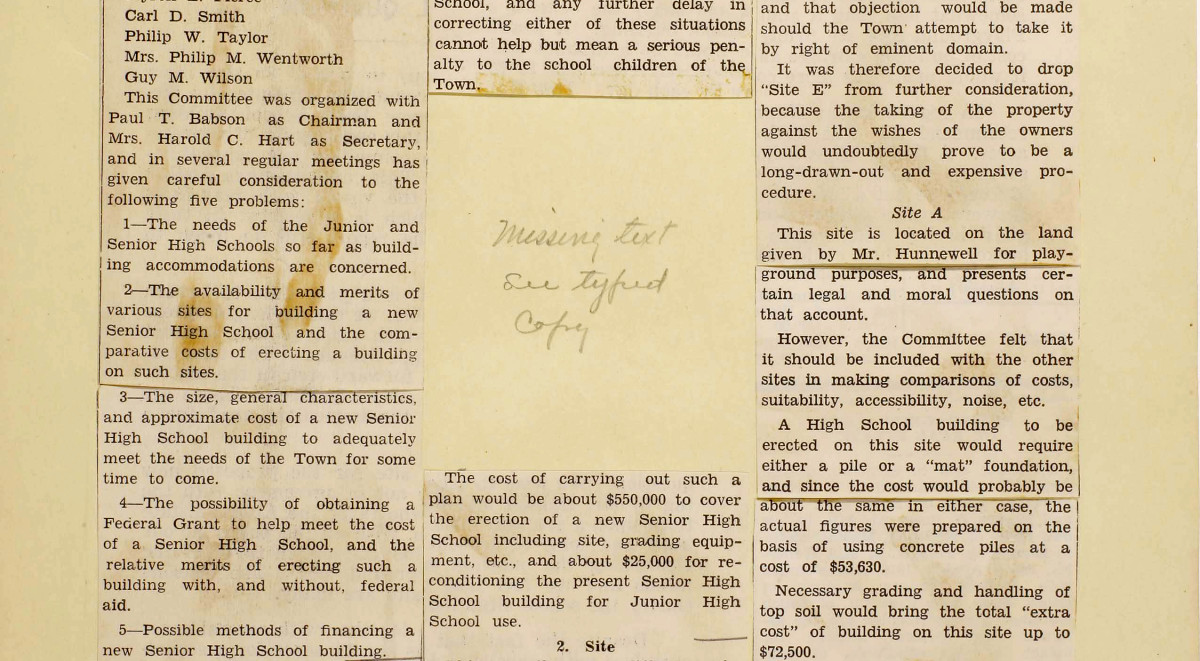 Carl D. Smith
Philip W. Taylor
Mrs. Philip M. Wentworth
Guy M. Wilson
This Committee was organized with
Paul T. Babson as Chairman and
Mrs. Harold C. Hart as Secretary,
and in several regular meetings has
given careful consideration to the
following five problems:
1—The needs of the Junior and
Senior High Schools so far as build-
ing accommodations are concerned.
2—The availability and merits of
various sites for building a new
Senior High School and the com-
parative costs of erecting a building
on such sites.
3—The size, general characteristics,
and approximate cost of a new Senior
High School building to adequately
meet the needs of the Town for some
time to come.
4—The possibility of obtaining a
Federal Grant to help meet the cost
of a Senior High School, and the
relative merits of erecting such a
building with, and without, federal
aid.
5—Possible methods of financing a
new Senior High School building.
School, and any further delay in
correcting either of these situations
cannot help but mean a serious pen-
alty to the school children of the
Town.
Missing text
See typed
Copy
The cost of carrying out such a
plan would be about $550,000 to cover
the erection of a new Senior High
School including site, grading equip-
ment, etc., and about $25,000 for re-
conditioning the present Senior High
School building for Junior High
School use.
2. Site
and that objection would be made
should the Town attempt to take it
by right of eminent domain.
It was therefore decided to drop
"Site E" from further consideration,
because the taking of the property
against the wishes of the owners
would undoubtedly prove to be a
long-drawn-out and expensive pro-
cedure.
Site A
This site is located on the land
given by Mr. Hunnewell for play-
ground purposes, and presents cer-
tain legal and moral questions on
that account.
However, the Committee felt that
it should be included with the other
sites in making comparisons of costs,
suitability, accessibility, noise, etc.
A High School building to be
erected on this site would require
either a pile or a "mat" foundation,
and since the cost would probably be
about the same in either case, the
actual figures were prepared on the
basis of using concrete piles at a
cost of $53,630.
Necessary grading and handling of
top soil would bring the total "extra
cost" of building on this site up to
$72,500.